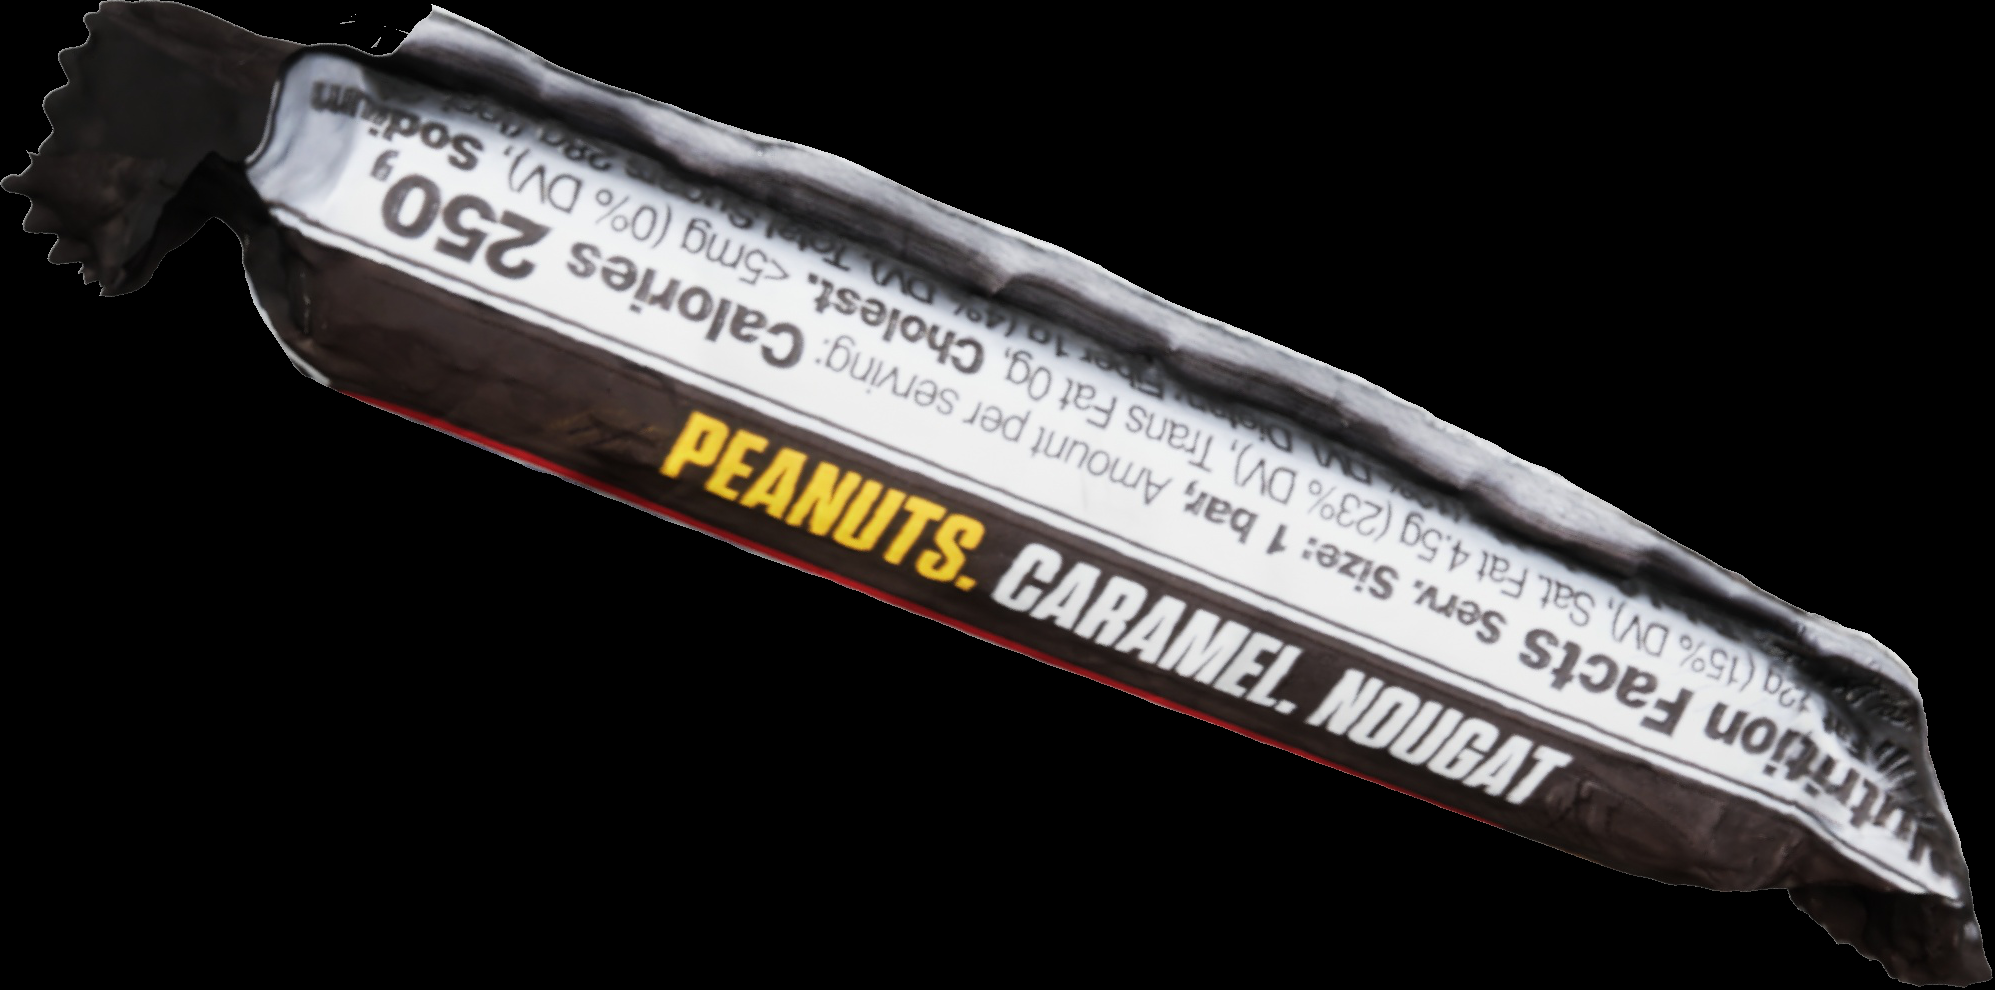 PEANUTS. CARAMEL. NOUGAT
Nutrition Facts Serv. Size: 1 bar, Amount per serving: Calories 250,
12g (15% DV), Sat. Fat 4.5g (23% DV), Trans Fat 0g, Cholest. <5mg (0% DV), Sodium
Fiber 1g (4% DV), Total Sugars 28g